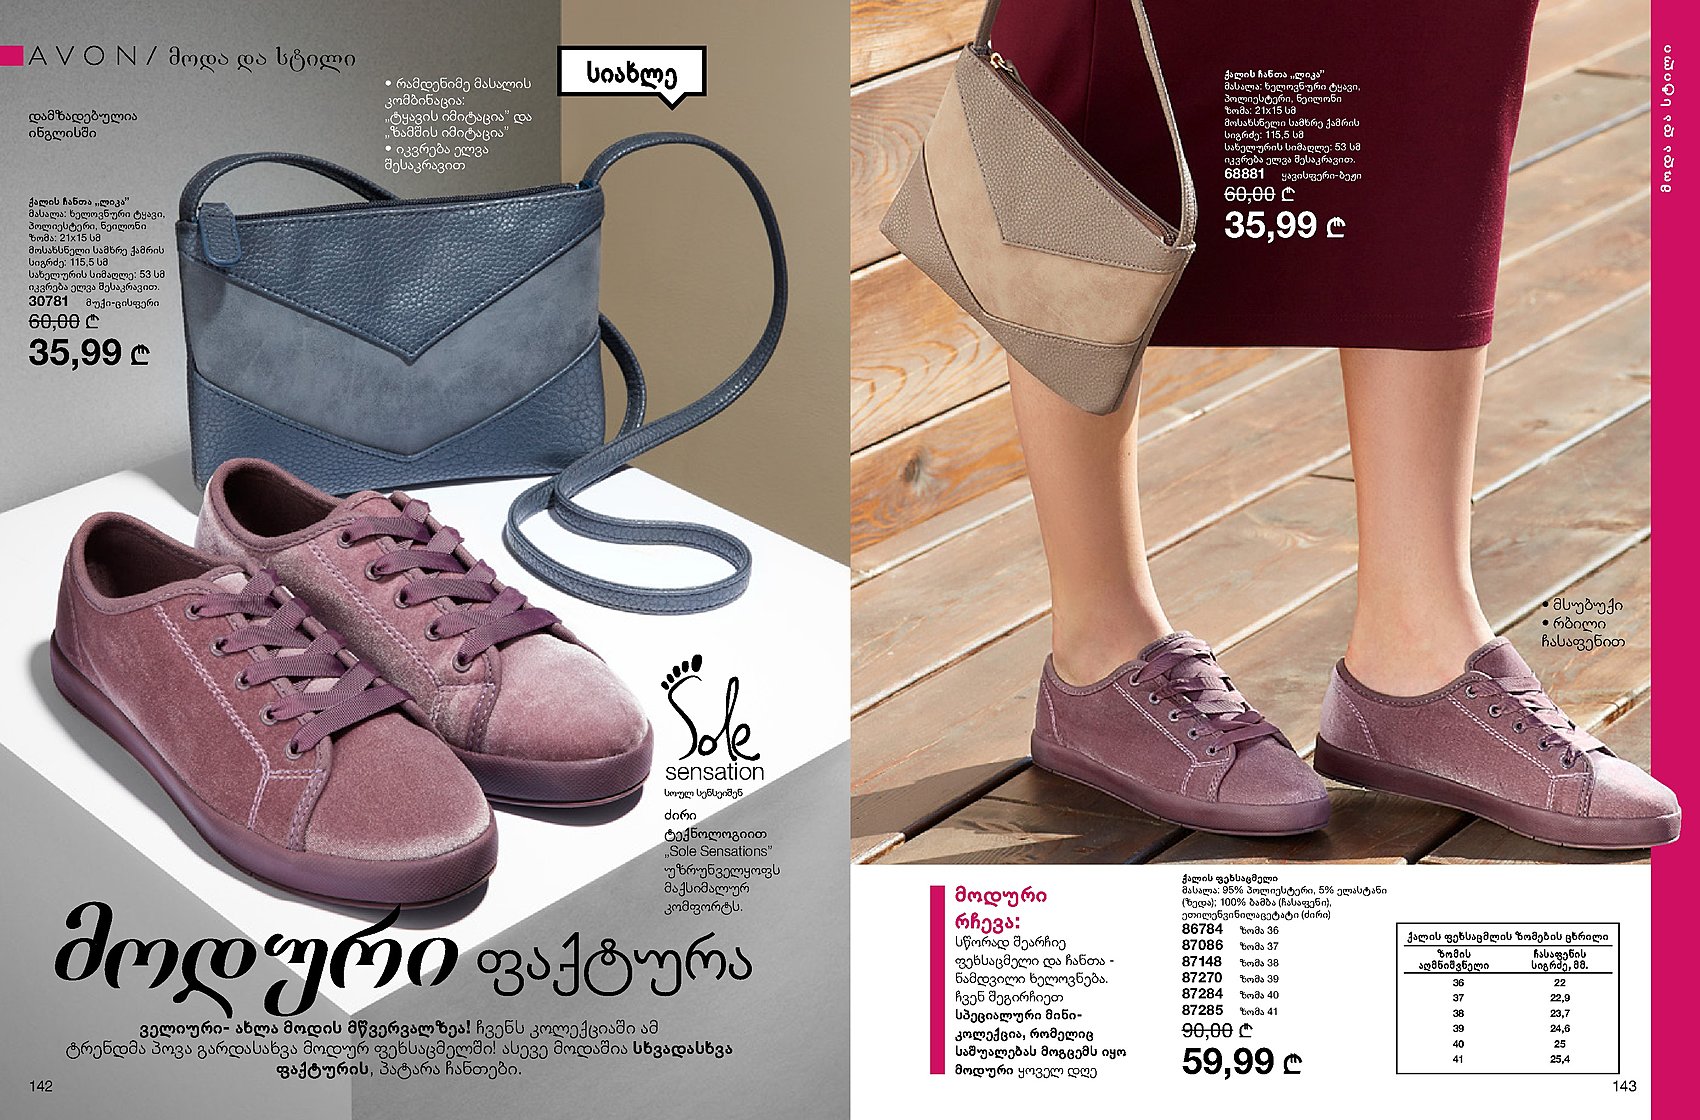 AVON/ მოდა და სტილი
დამზადებულია
ინგლისში
• რამდენიმე მასალის
კომბინაცია:
„ტყავის იმიტაცია” და
„ზამშის იმიტაცია”
• იკვრება ელვა
შესაკრავით
სიახლე
ქალის ჩანთა „ლიკა”
მასალა: ხელოვნური ტყავი,
პოლიესტერი, ნეილონი
ზომა: 21x15 სმ
მოსახსნელი სამხრე ქამრის
სიგრძე: 115,5 სმ
სახელურის სიმაღლე: 53 სმ
იკვრება ელვა შესაკრავით.
30781 მუქი-ცისფერი
60,00 ₾
35,99 ₾
Sole
sensation
სოულ სენსეიშენ
ძირი
ტექნოლოგიით
„Sole Sensations”
უზრუნველყოფს
მაქსიმალურ
კომფორტს.
მოდური ფაქტურა
ველიური- ახლა მოდის მწვერვალზეა! ჩვენს კოლექციაში ამ
ტრენდმა პოვა გარდასახვა მოდურ ფეხსაცმელში! ასევე მოდაშია სხვადასხვა
ფაქტურის, პატარა ჩანთები.
142
ქალის ჩანთა „ლიკა”
მასალა: ხელოვნური ტყავი,
პოლიესტერი, ნეილონი
ზომა: 21x15 სმ
მოსახსნელი სამხრე ქამრის
სიგრძე: 115,5 სმ
სახელურის სიმაღლე: 53 სმ
იკვრება ელვა შესაკრავით.
68881 ყავისფერი-ბეჟი
60,00 ₾
35,99 ₾
მოდა და სტილი
• მსუბუქი
• რბილი
ჩასაფენით
მოდური
რჩევა:
სწორად შეარჩიე
ფეხსაცმელი და ჩანთა -
ნამდვილი ხელოვნება.
ჩვენ შეგირჩიეთ
სპეციალური მინი-
კოლექცია, რომელიც
საშუალებას მოგცემს იყო
მოდური ყოველ დღე
ქალის ფეხსაცმელი
მასალა: 95% პოლიესტერი, 5% ელასტანი
(ზედა); 100% ბამბა (ჩასაფენი),
ეთილენვინილაცეტატი (ძირი)
86784 ზომა 36
87086 ზომა 37
87148 ზომა 38
87270 ზომა 39
87284 ზომა 40
87285 ზომა 41
90,00 ₾
59,99 ₾
ქალის ფეხსაცმლის ზომების ცხრილი
ზომის ჩასაფენის
აღმნიშვნელი სიგრძე, მმ.
36 22
37 22,9
38 23,7
39 24,6
40 25
41 25,4
143